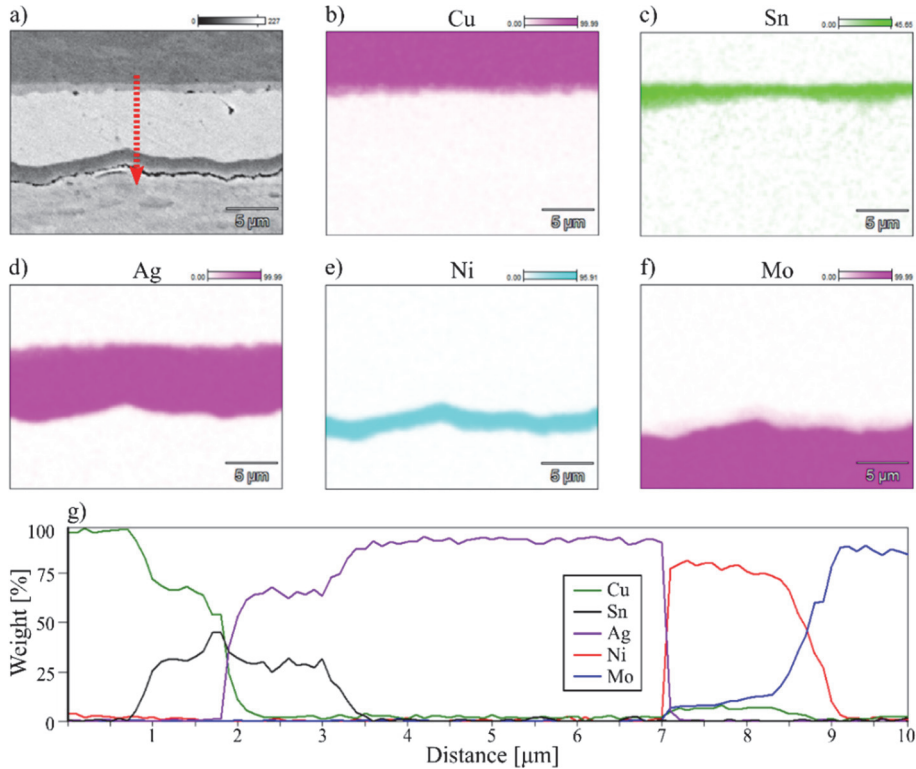 a)
0 227
5 µm
b) Cu
0.00 99.99
5 µm
c) Sn
0.00 45.65
5 µm
d) Ag
0.00 99.99
5 µm
e) Ni
0.00 95.91
5 µm
f) Mo
0.00 99.99
5 µm
g)
Weight [%]
100
75
50
25
0
Cu
Sn
Ag
Ni
Mo
1 2 3 4 5 6 7 8 9 10
Distance [µm]